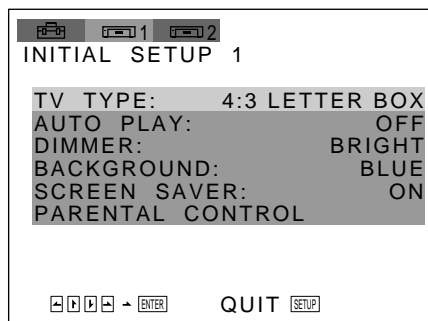 1 2
INITIAL SETUP 1
TV TYPE: 4:3 LETTER BOX
AUTO PLAY: OFF
DIMMER: BRIGHT
BACKGROUND: BLUE
SCREEN SAVER: ON
PARENTAL CONTROL
ENTER QUIT SETUP